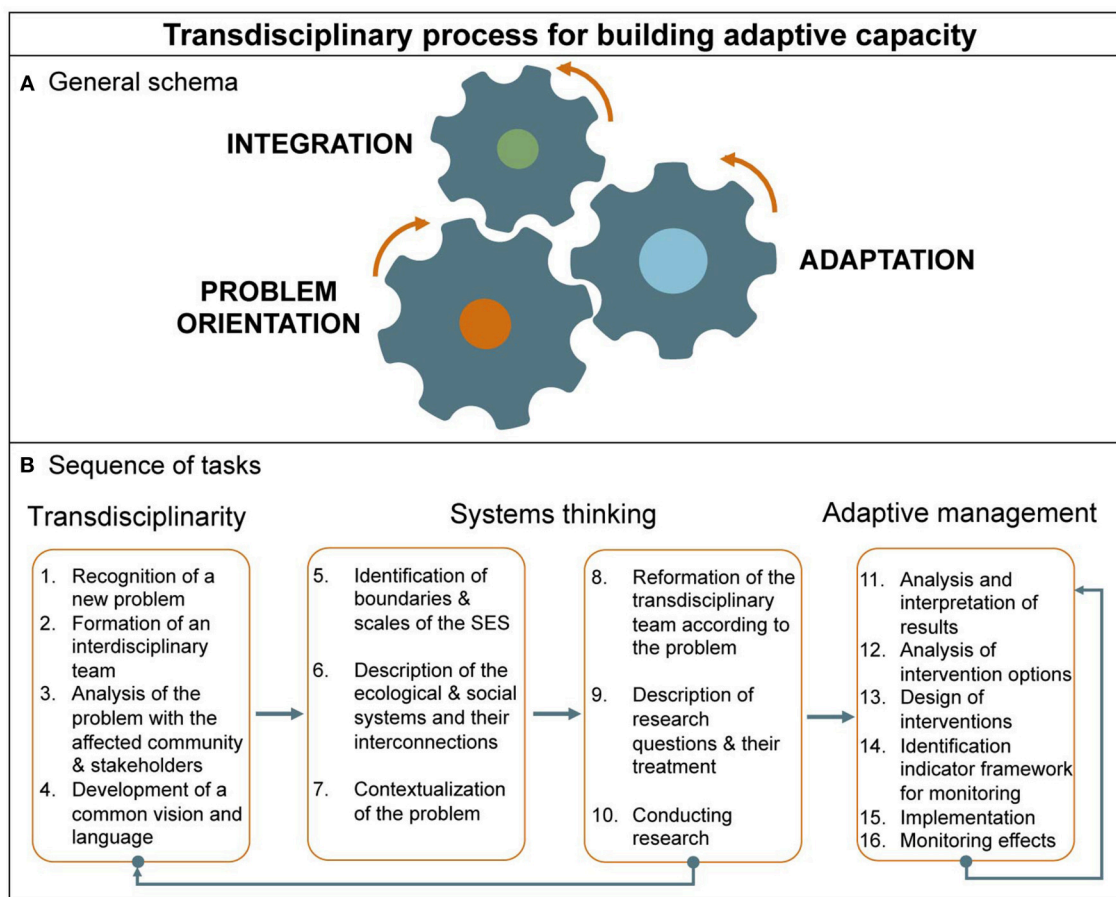 Transdisciplinary process for building adaptive capacity
A General schema
INTEGRATION
PROBLEM
ORIENTATION
ADAPTATION
B Sequence of tasks
Transdisciplinarity
1. Recognition of a
new problem
2. Formation of an
interdisciplinary
team
3. Analysis of the
problem with the
affected community
& stakeholders
4. Development of a
common vision and
language
Systems thinking
5. Identification of
boundaries &
scales of the SES
6. Description of the
ecological & social
systems and their
interconnections
7. Contextualization
of the problem
8. Reformation of the
transdisciplinary
team according to
the problem
9. Description of
research
questions & their
treatment
10. Conducting
research
Adaptive management
11. Analysis and
interpretation of
results
12. Analysis of
intervention options
13. Design of
interventions
14. Identification
indicator framework
for monitoring
15. Implementation
16. Monitoring effects